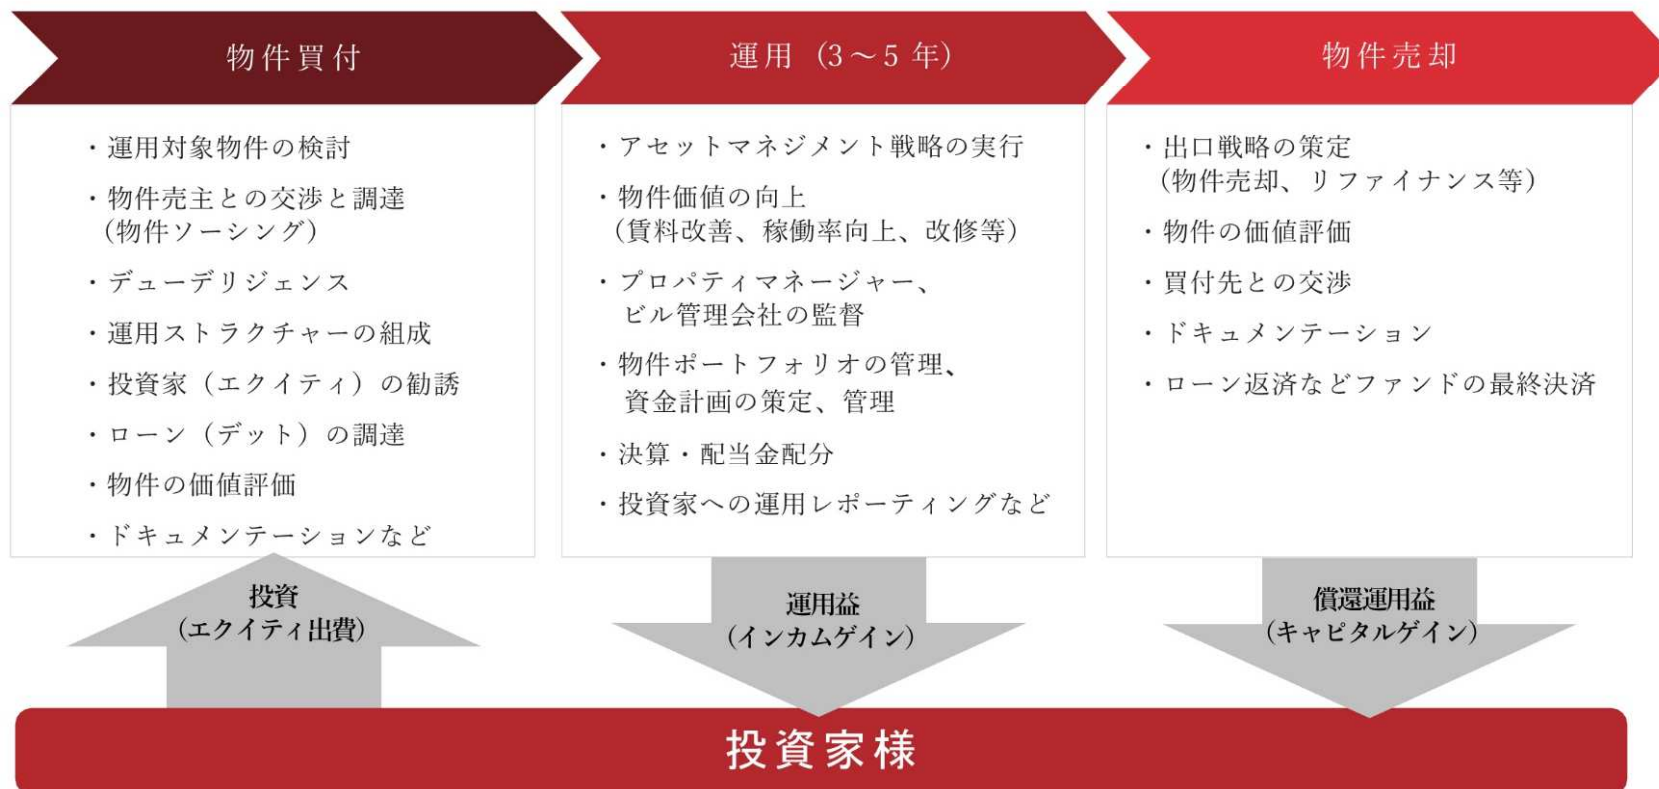 物件買付
・運用対象物件の検討
・物件売主との交渉と調達
（物件ソーシング）
・デューデリジェンス
・運用ストラクチャーの組成
・投資家（エクイティ）の勧誘
・ローン（デット）の調達
・物件の価値評価
・ドキュメンテーションなど
運用（3～5 年）
・アセットマネジメント戦略の実行
・物件価値の向上
（賃料改善、稼働率向上、改修等）
・プロパティマネージャー、
ビル管理会社の監督
・物件ポートフォリオの管理、
資金計画の策定、管理
・決算・配当金配分
・投資家への運用レポーティングなど
物件売却
・出口戦略の策定
（物件売却、リファイナンス等）
・物件の価値評価
・買付先との交渉
・ドキュメンテーション
・ローン返済などファンドの最終決済
投資
（エクイティ出費）
運用益
（インカムゲイン）
償還運用益
（キャピタルゲイン）
投資家様